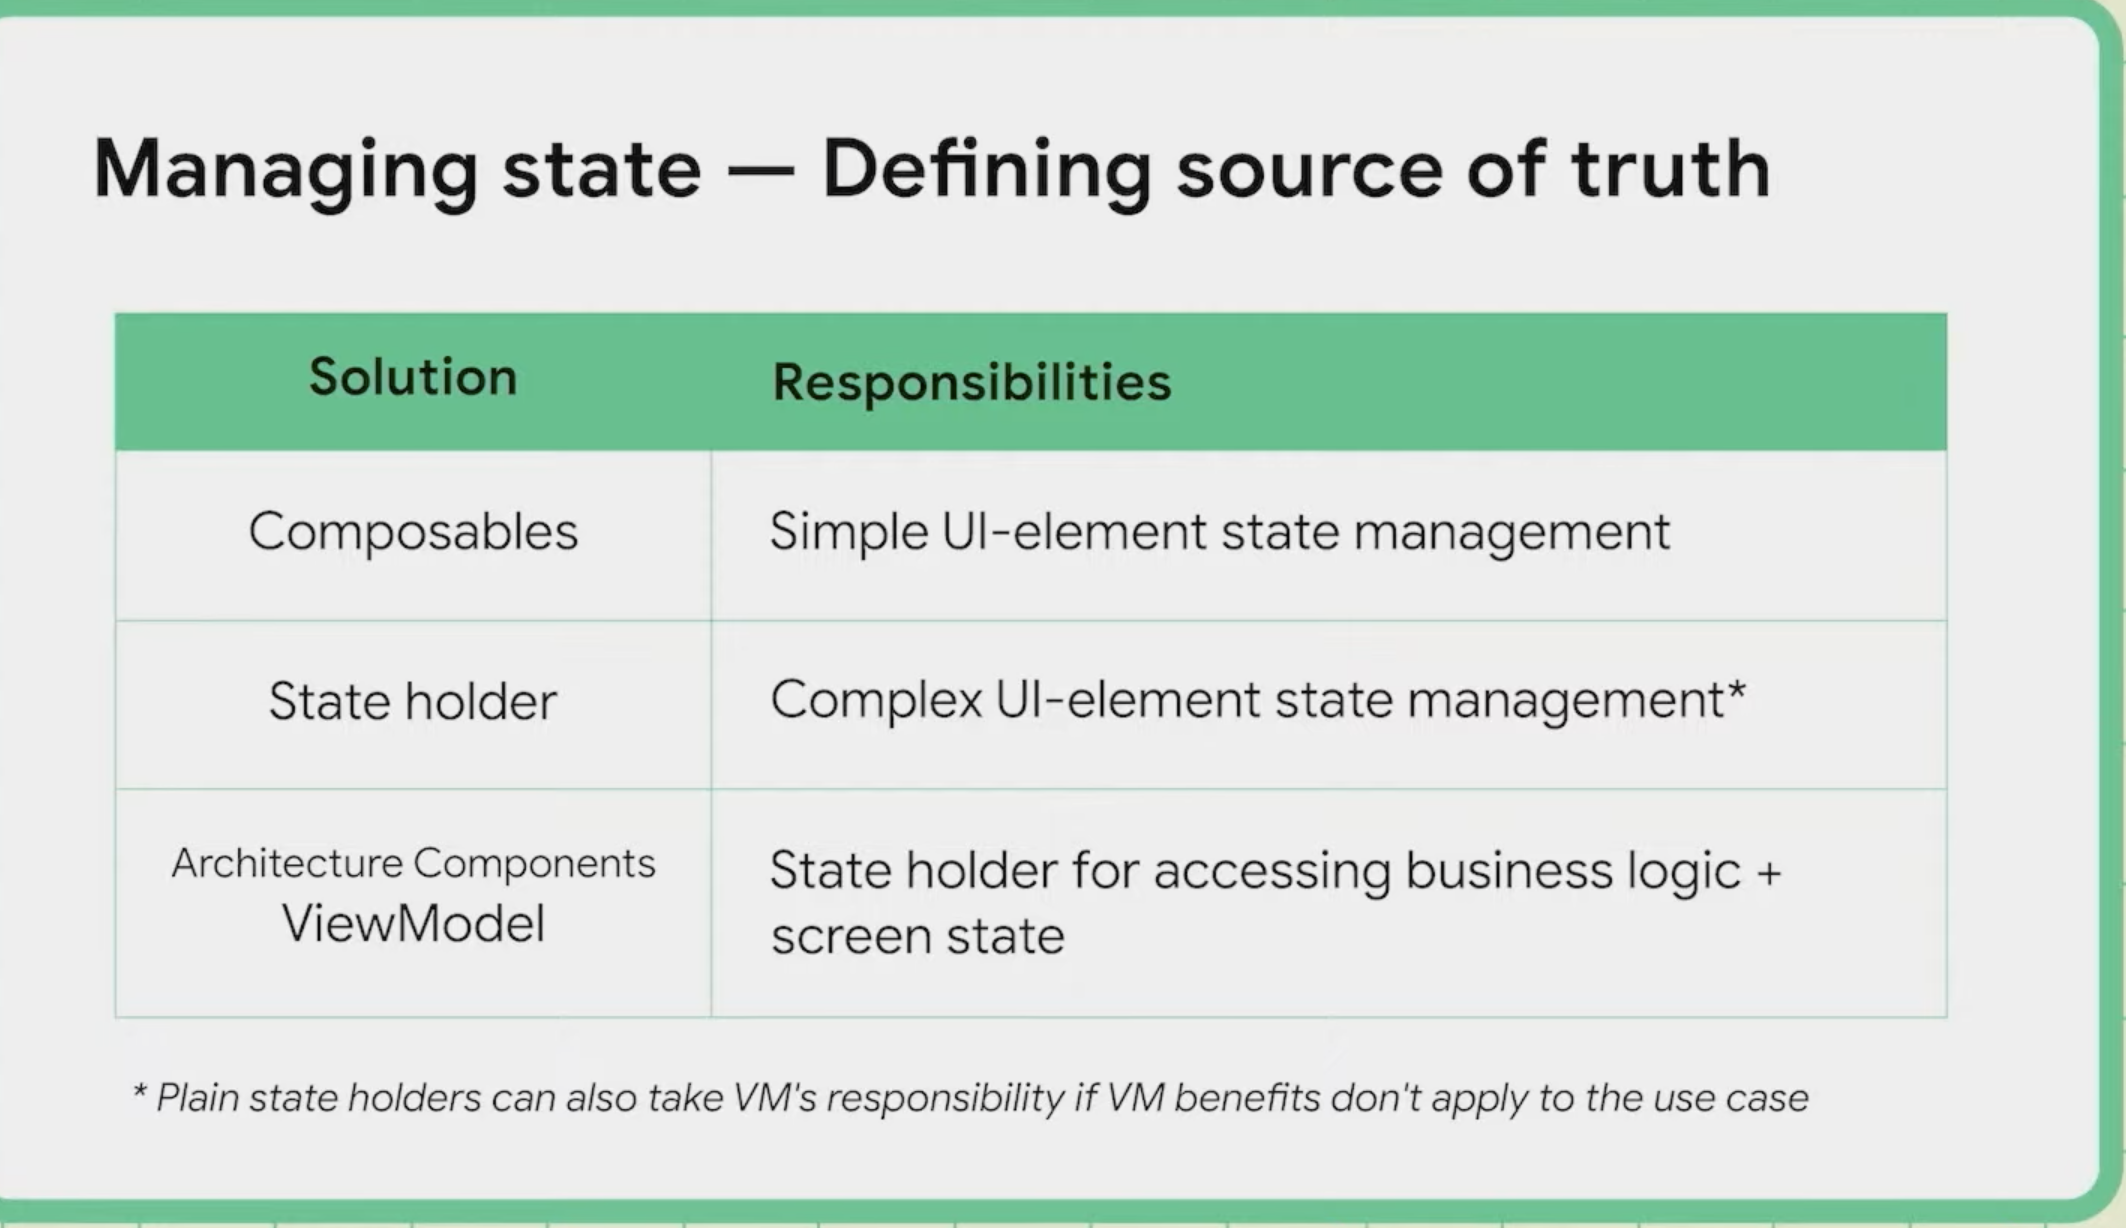 Managing state — Defining source of truth
Solution
Responsibilities
Composables
Simple UI-element state management
State holder
Complex UI-element state management*
Architecture Components
ViewModel
State holder for accessing business logic +
screen state
* Plain state holders can also take VM's responsibility if VM benefits don't apply to the use case